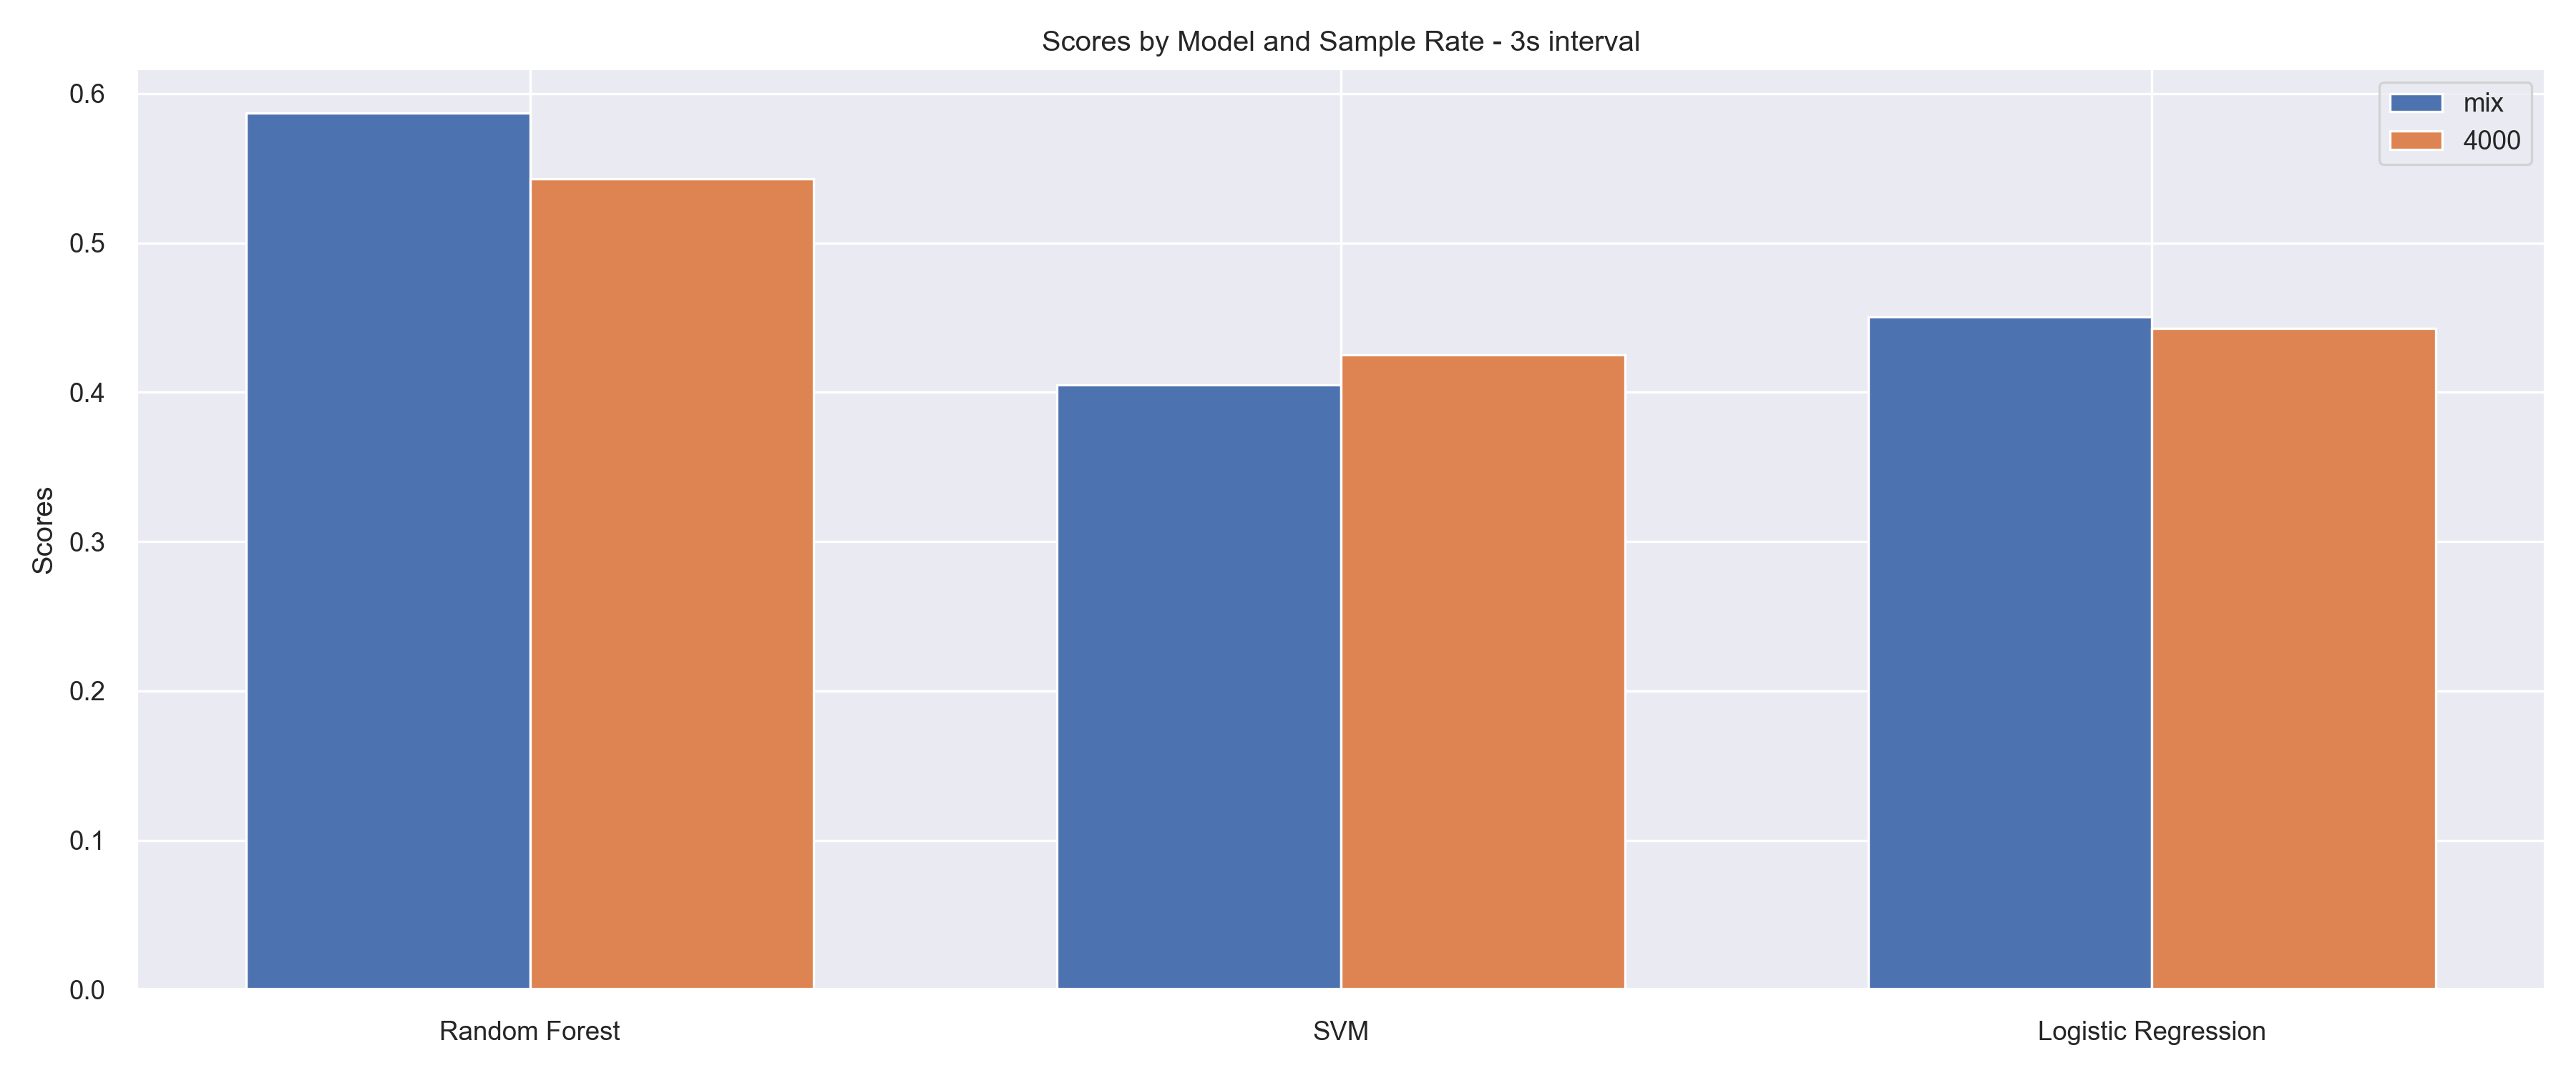 Scores by Model and Sample Rate - 3s interval
mix
4000
Scores
0.6
0.5
0.4
0.3
0.2
0.1
0.0
Random Forest
SVM
Logistic Regression